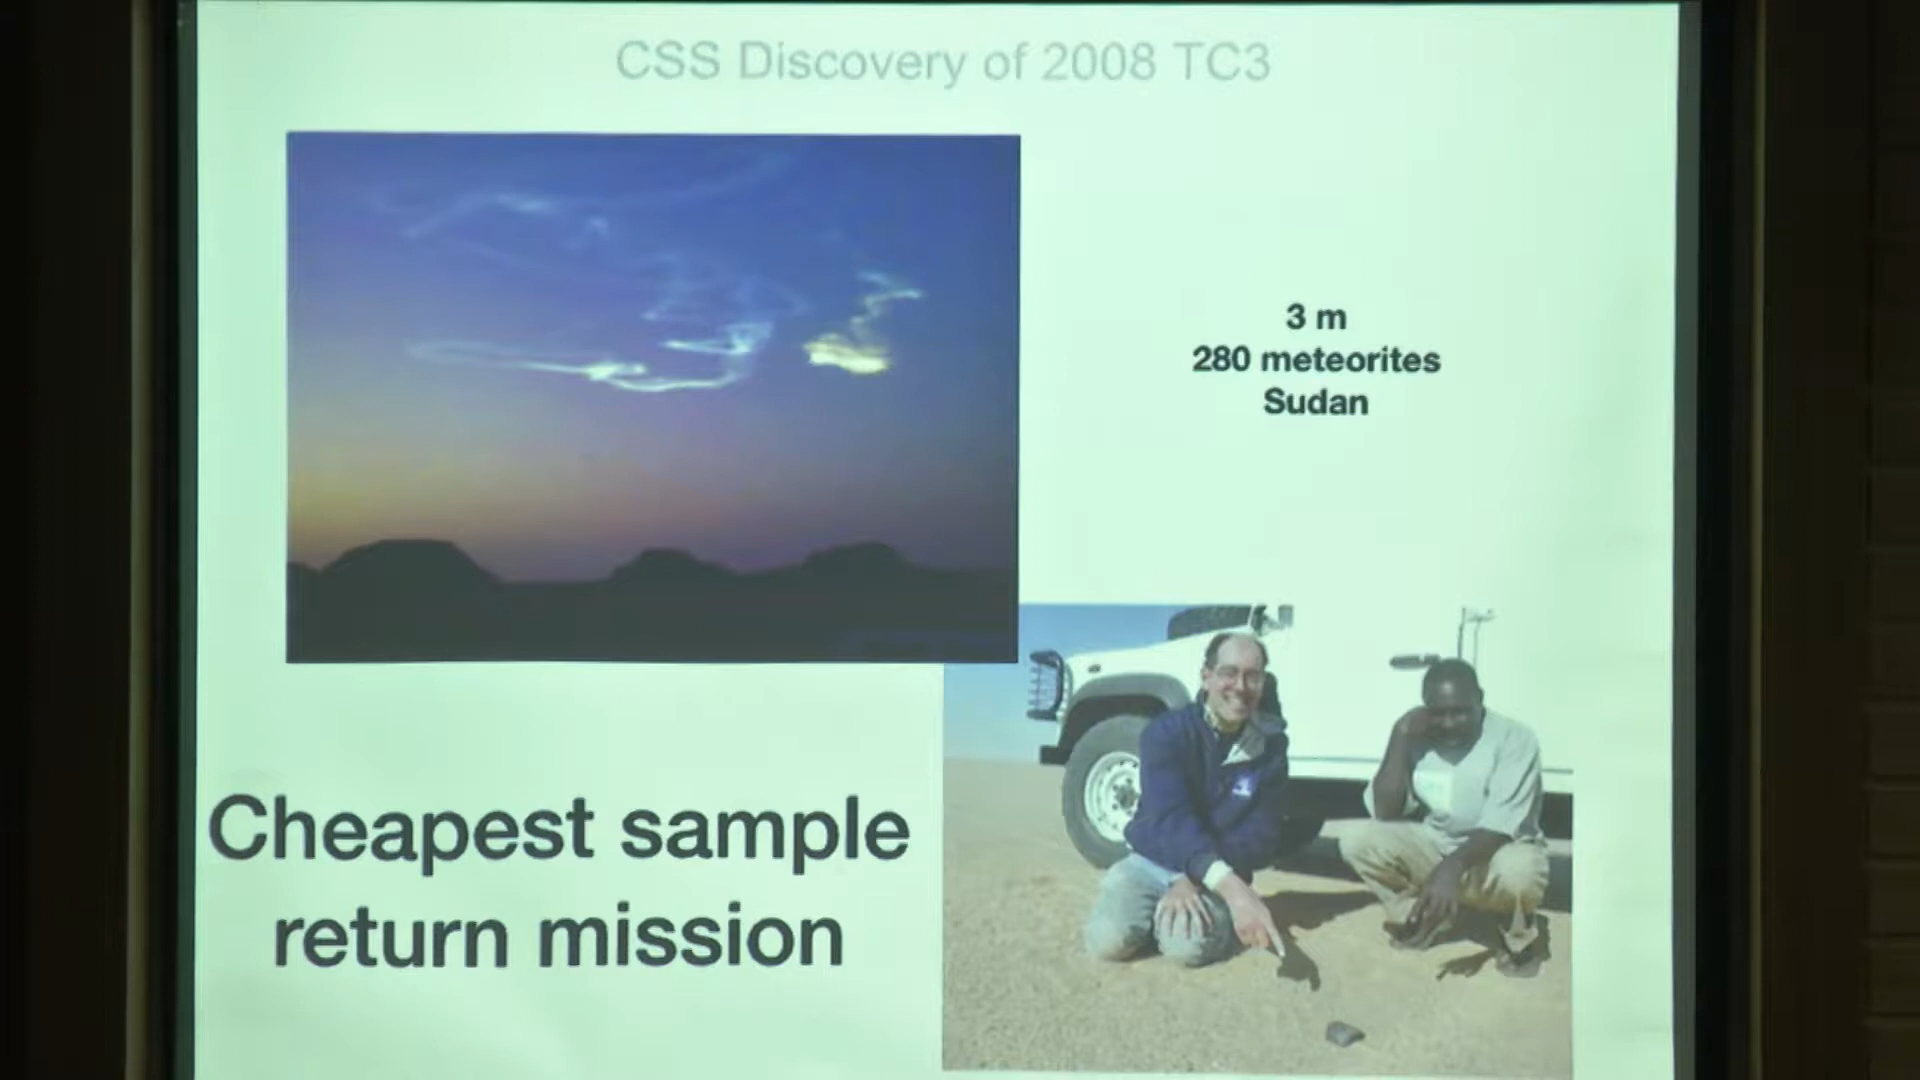 CSS Discovery of 2008 TC3
3 m
280 meteorites
Sudan
Cheapest sample
return mission